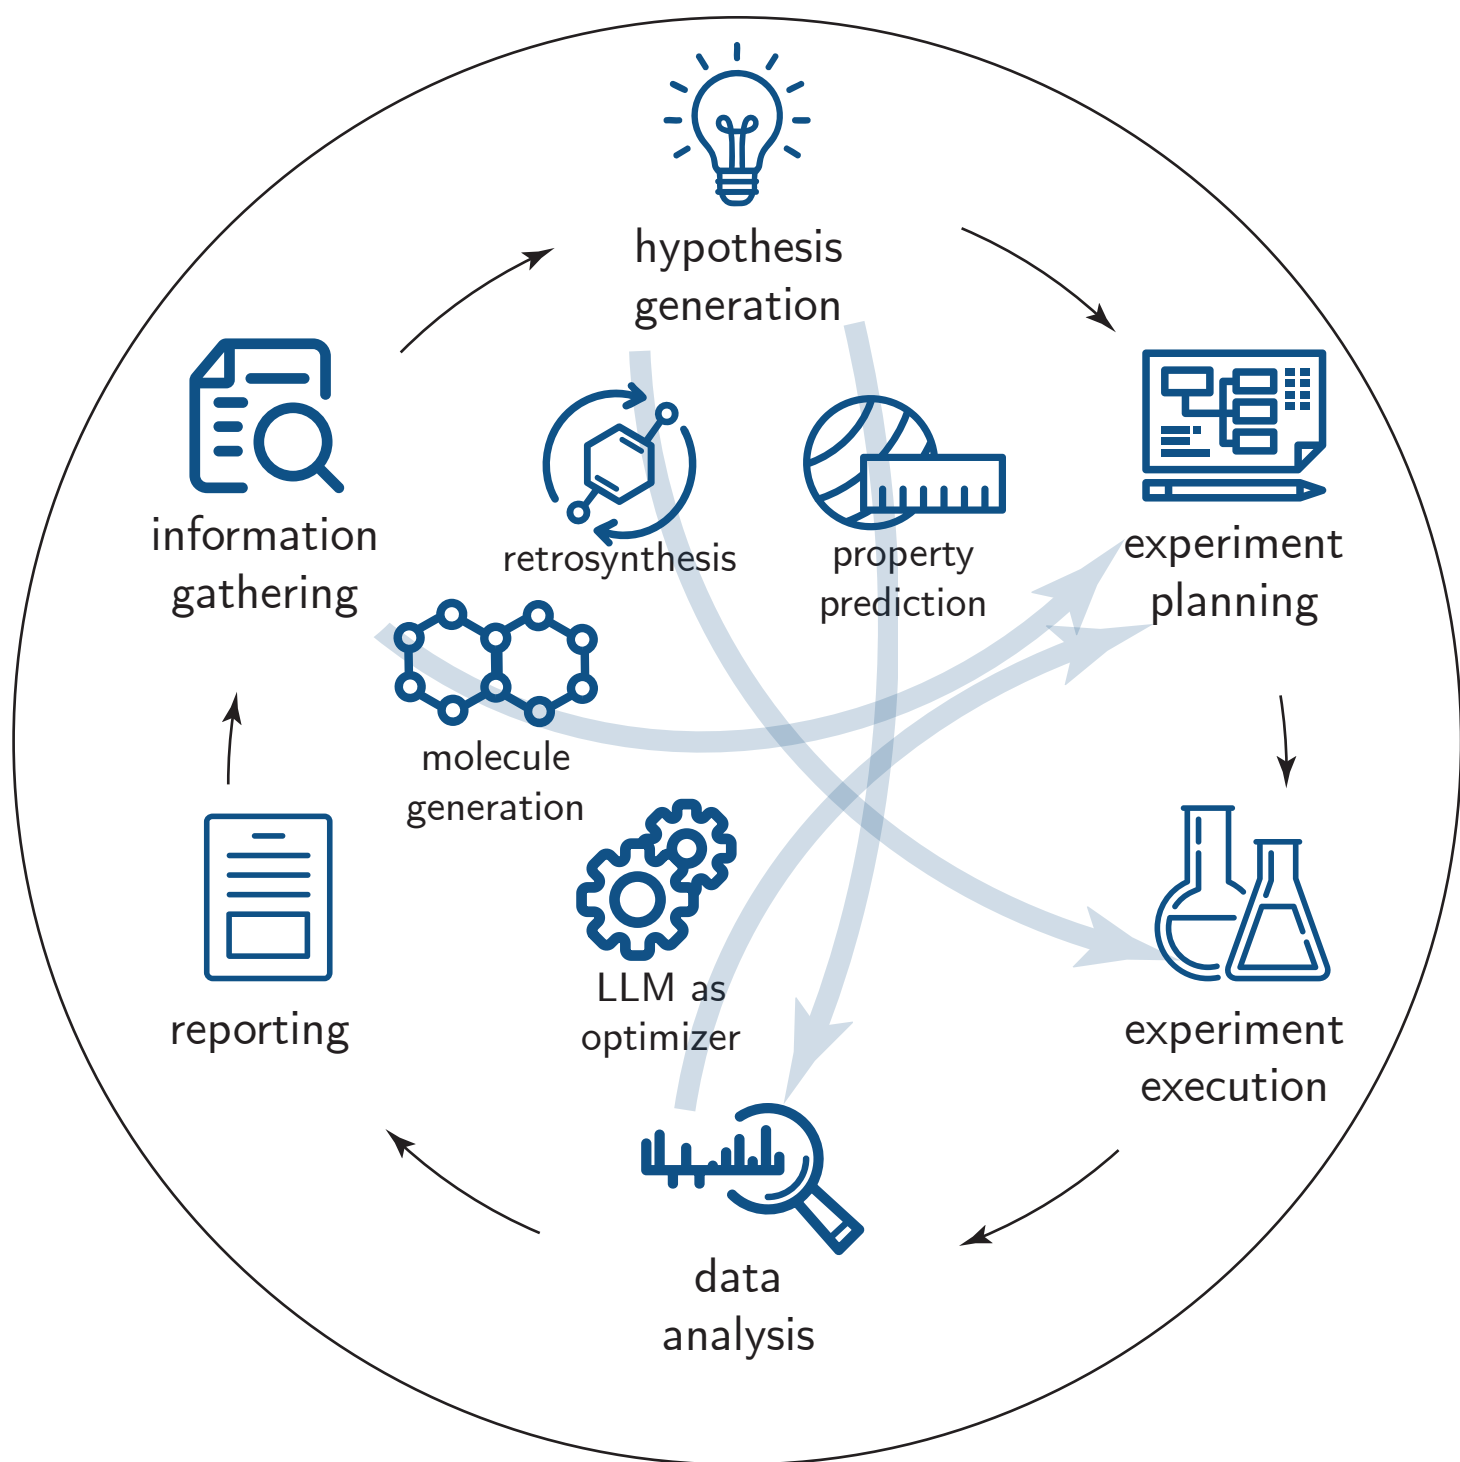 hypothesis
generation
information
gathering
retrosynthesis
property
prediction
experiment
planning
molecule
generation
LLM as
optimizer
reporting
experiment
execution
data
analysis